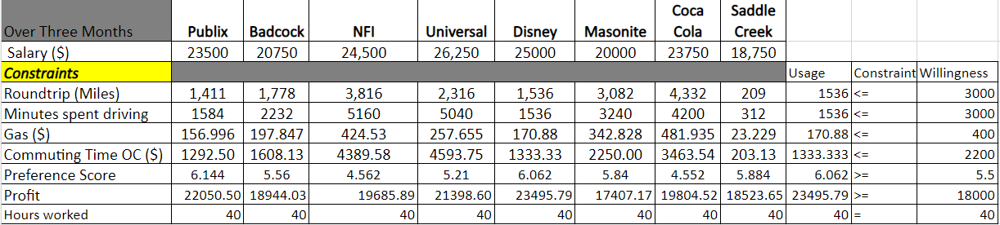 Coca Saddle
Over Three Months Publix Badcock NFI Universal Disney Masonite Cola Creek
Salary ($) 23500 20750 24,500 26,250 25000 20000 23750 18,750
Constraints Usage Constraint Willingness
Roundtrip (Miles) 1,411 1,778 3,816 2,316 1,536 3,082 4,332 209 1536 <= 3000
Minutes spent driving 1584 2232 5160 5040 1536 3240 4200 312 1536 <= 3000
Gas ($) 156.996 197.847 424.53 257.655 170.88 342.828 481.935 23.229 170.88 <= 400
Commuting Time OC ($) 1292.50 1608.13 4389.58 4593.75 1333.33 2250.00 3463.54 203.13 1333.333 <= 2200
Preference Score 6.144 5.56 4.562 5.21 6.062 5.84 4.552 5.884 6.062 >= 5.5
Profit 22050.50 18944.03 19685.89 21398.60 23495.79 17407.17 19804.52 18523.65 23495.79 >= 18000
Hours worked 40 40 40 40 40 40 40 40 40 = 40